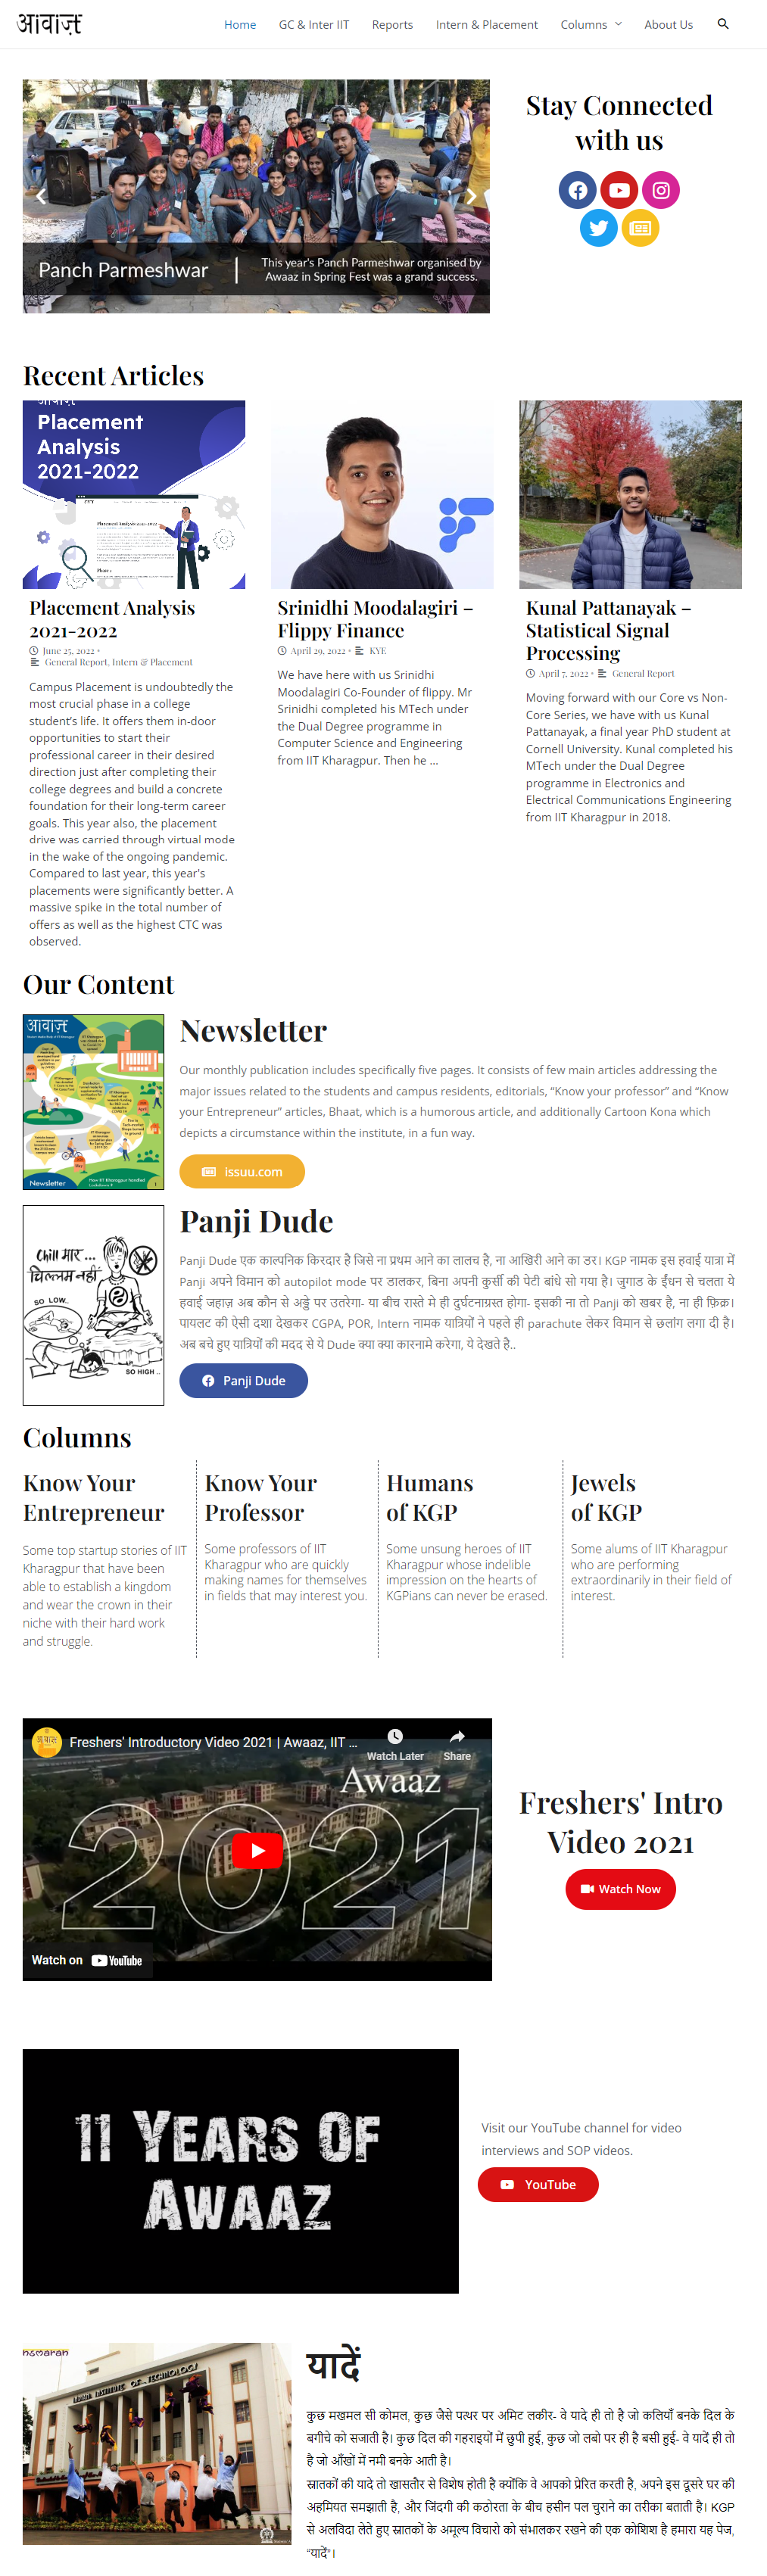 आवाज़
Home
GC & Inter IIT
Reports
Intern & Placement
Columns
About Us
Panch Parmeshwar
This year's Panch Parmeshwar organised by
Awaaz in Spring Fest was a grand success.
Stay Connected
with us
Recent Articles
आवाज़
Placement
Analysis
2021-2022
Placement Analysis
2021-2022
June 25, 2022 •
General Report, Intern & Placement
Campus Placement is undoubtedly the
most crucial phase in a college
student's life. It offers them in-door
opportunities to start their
professional career in their desired
direction just after completing their
college degrees and build a concrete
foundation for their long-term career
goals. This year also, the placement
drive was carried through virtual mode
in the wake of the ongoing pandemic.
Compared to last year, this year's
placements were significantly better. A
massive spike in the total number of
offers as well as the highest CTC was
observed.
Srinidhi Moodalagiri –
Flippy Finance
April 29, 2022 •
KYE
We have here with us Srinidhi
Moodalagiri Co-Founder of flippy. Mr
Srinidhi completed his MTech under
the Dual Degree programme in
Computer Science and Engineering
from IIT Kharagpur. Then he ...
Kunal Pattanayak –
Statistical Signal
Processing
April 7, 2022 •
General Report
Moving forward with our Core vs Non-
Core Series, we have with us Kunal
Pattanayak, a final year PhD student at
Cornell University. Kunal completed his
MTech under the Dual Degree
programme in Electronics and
Electrical Communications Engineering
from IIT Kharagpur in 2018.
Our Content
आवाज़
Newsletter
Newsletter
Our monthly publication includes specifically five pages. It consists of few main articles addressing the
major issues related to the students and campus residents, editorials, “Know your professor” and “Know
your Entrepreneur” articles, Bhaat, which is a humorous article, and additionally Cartoon Kona which
depicts a circumstance within the institute, in a fun way.
issuu.com
Chill मार ...
चिल्लम नहीं
SO LOW..
SO HIGH ..
Panji Dude
Panji Dude एक काल्पनिक किरदार है जिसे ना प्रथम आने का लालच है, ना आखिरी आने का डर। KGP नामक इस हवाई यात्रा में
Panji अपने विमान को autopilot mode पर डालकर, बिना अपनी कुर्सी की पेटी बांधे सो गया है। जुगाड के ईंधन से चलता ये
हवाई जहाज़ अब कौन से अड्डे पर उतरेगा- या बीच रास्ते मे ही दुर्घटनाग्रस्त होगा- इसकी ना तो Panji को खबर है, ना ही फ़िक्र।
पायलट की ऐसी दशा देखकर CGPA, POR, Intern नामक यात्रियों ने पहले ही parachute लेकर विमान से छलांग लगा दी है।
अब बचे हुए यात्रियों की मदद से ये Dude क्या क्या कारनामे करेगा, ये देखते है..
Panji Dude
Columns
Know Your
Entrepreneur
Some top startup stories of IIT
Kharagpur that have been
able to establish a kingdom
and wear the crown in their
niche with their hard work
and struggle.
Know Your
Professor
Some professors of IIT
Kharagpur who are quickly
making names for themselves
in fields that may interest you.
Humans
of KGP
Some unsung heroes of IIT
Kharagpur whose indelible
impression on the hearts of
KGPians can never be erased.
Jewels
of KGP
Some alums of IIT Kharagpur
who are performing
extraordinarily in their field of
interest.
Freshers' Introductory Video 2021 | Awaaz, IIT ...
Watch Later
Share
Awaaz
2021
Watch on YouTube
Freshers' Intro
Video 2021
Watch Now
11 Years Of
Awaaz
Visit our YouTube channel for video
interviews and SOP videos.
YouTube
INSTITUTE OF TECHNOLOGY
यादें
कुछ मखमल सी कोमल, कुछ जैसे पत्थर पर अमिट लकीर- वे यादे ही तो है जो कलियाँ बनके दिल के
बगीचे को सजाती है। कुछ दिल की गहराइयों में छुपी हुई, कुछ जो लबो पर ही है बसी हुई- वे यादें ही तो
है जो आँखों में नमी बनके आती है।
स्नातकों की यादे तो खासतौर से विशेष होती है क्योंकि वे आपको प्रेरित करती है, अपने इस दूसरे घर की
अहमियत समझाती है, और जिंदगी की कठोरता के बीच हसीन पल चुराने का तरीका बताती है। KGP
से अलविदा लेते हुए स्नातकों के अमूल्य विचारो को संभालकर रखने की एक कोशिश है हमारा यह पेज,
"यादें"।